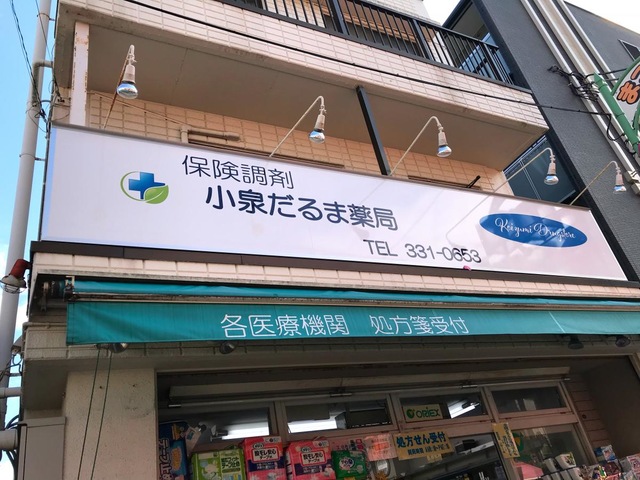 保険調剤
小泉だるま薬局
TEL 331-0653
Koizumi Drugstore
各医療機関 処方箋受付
ORIEX
処方せん受付